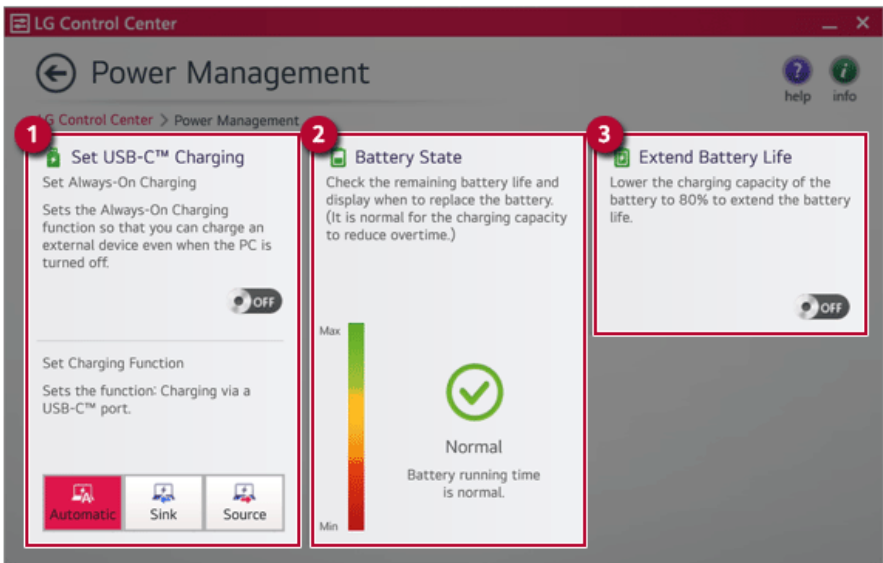 LG Control Center
Power Management
help
info
LG Control Center > Power Management
1
Set USB-C™ Charging
Set Always-On Charging
Sets the Always-On Charging
function so that you can charge an
external device even when the PC is
turned off.
OFF
Set Charging Function
Sets the function: Charging via a
USB-C™ port.
Automatic
Sink
Source
2
Battery State
Check the remaining battery life and
display when to replace the battery.
(It is normal for the charging capacity
to reduce overtime.)
Max
Normal
Battery running time
is normal.
Min
3
Extend Battery Life
Lower the charging capacity of the
battery to 80% to extend the battery
life.
OFF